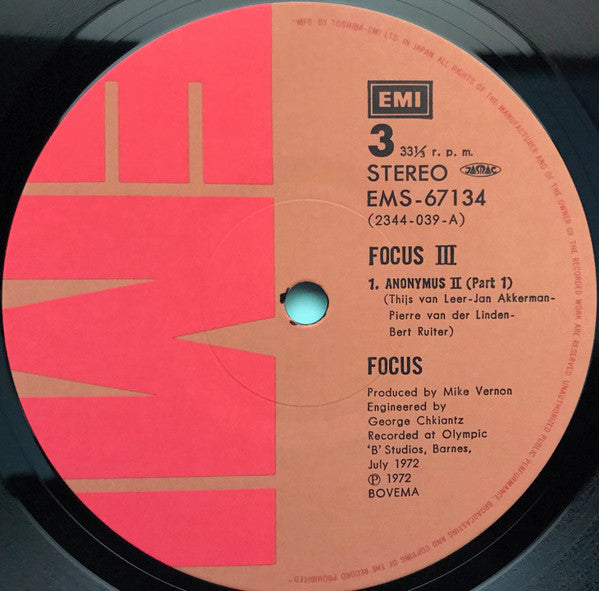 "MFG BY TOSHIBA-EMI LTD. IN JAPAN ALL RIGHTS OF THE MANUFACTURER AND OF THE OWNER OF THE RECORDED WORK ARE RESERVED UNAUTHORIZED PUBLIC PERFORMANCE, BROADCASTING AND COPYING OF THE RECORD PROHIBITED"
EMI
EMI
3 33⅓ r. p. m.
STEREO JASRAC
EMS-67134
(2344-039-A)
FOCUS III
1. ANONYMUS II (Part 1)
(Thijs van Leer-Jan Akkerman-
Pierre van der Linden-
Bert Ruiter)
FOCUS
Produced by Mike Vernon
Engineered by
George Chkiantz
Recorded at Olympic
'B' Studios, Barnes,
July 1972
Ⓟ 1972
BOVEMA